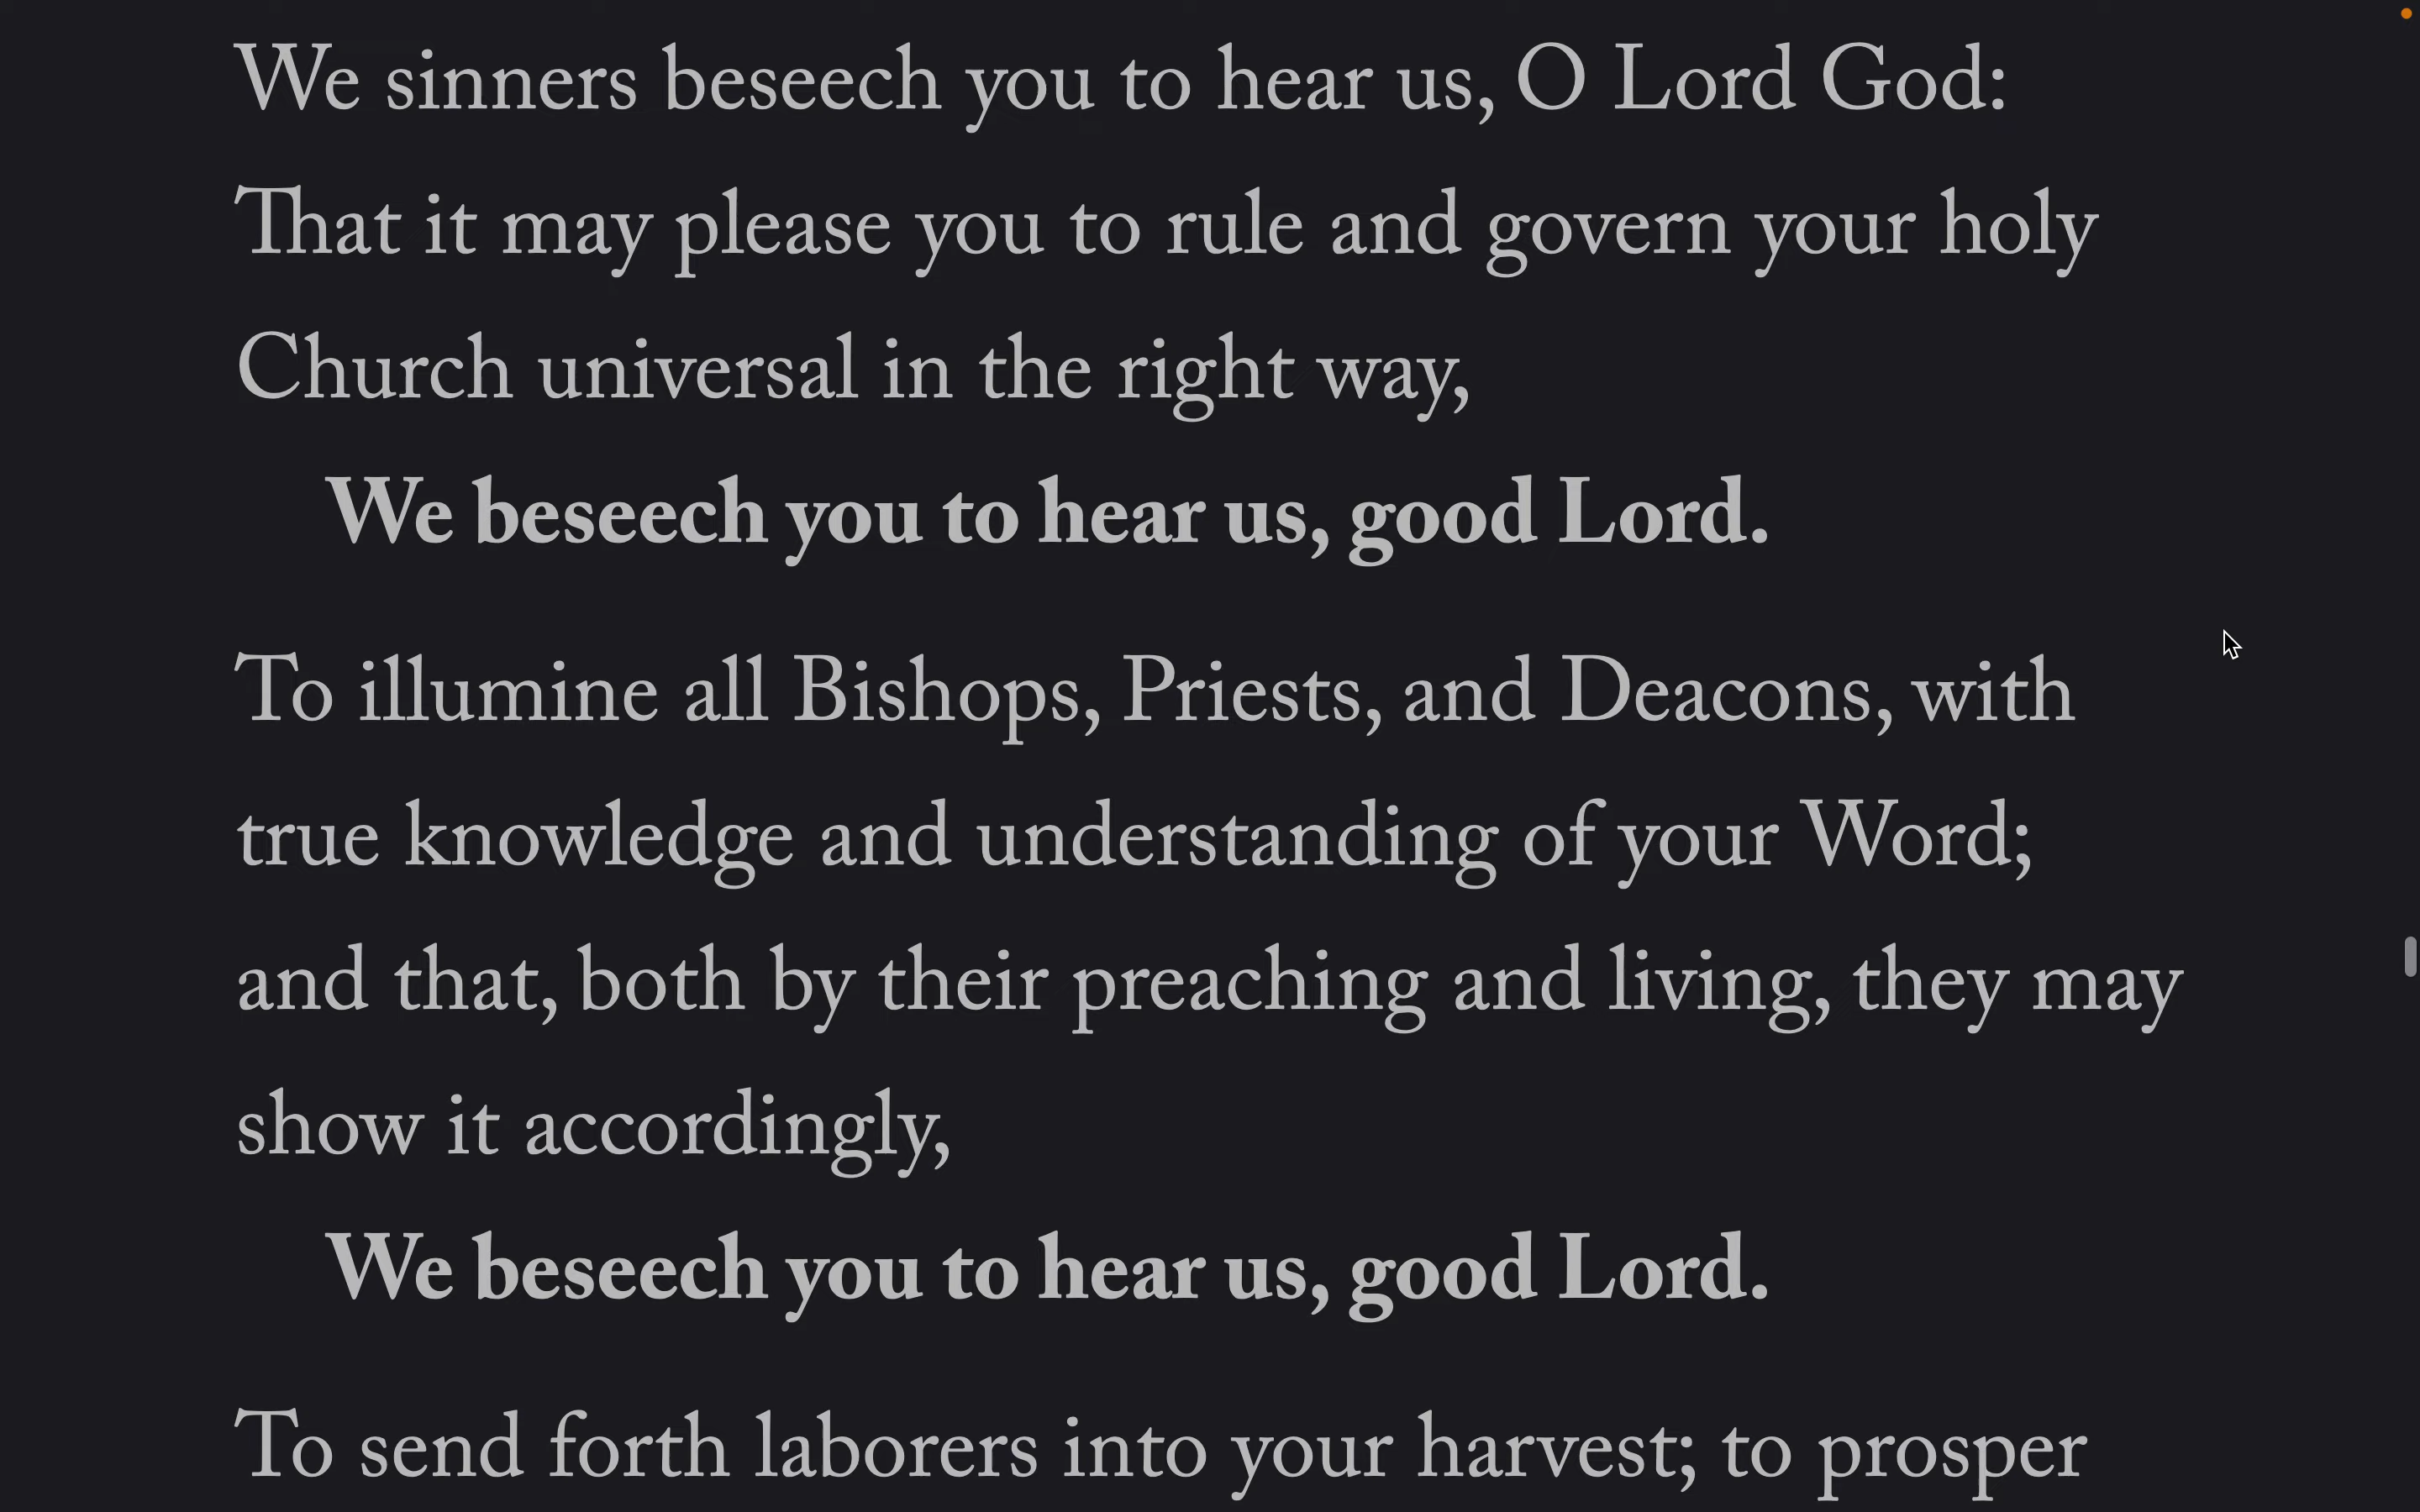 We sinners beseech you to hear us, O Lord God:
That it may please you to rule and govern your holy
Church universal in the right way,
We beseech you to hear us, good Lord.
To illumine all Bishops, Priests, and Deacons, with
true knowledge and understanding of your Word;
and that, both by their preaching and living, they may
show it accordingly,
We beseech you to hear us, good Lord.
To send forth laborers into your harvest; to prosper